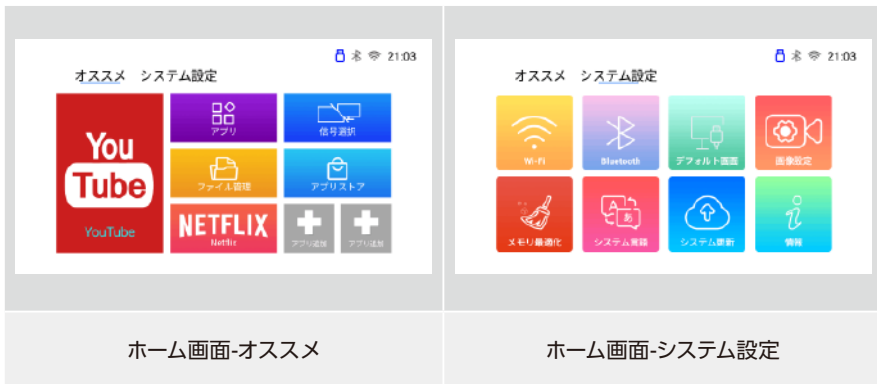 21:03
オススメ システム設定
You
Tube
YouTube
アプリ
信号選択
ファイル管理
アプリストア
NETFLIX
Netflix
アプリ追加
アプリ追加
ホーム画面-オススメ
21:03
オススメ システム設定
Wi-Fi
Bluetooth
デフォルト画面
画像設定
メモリ最適化
システム言語
A
あ
システム更新
情報
ホーム画面-システム設定